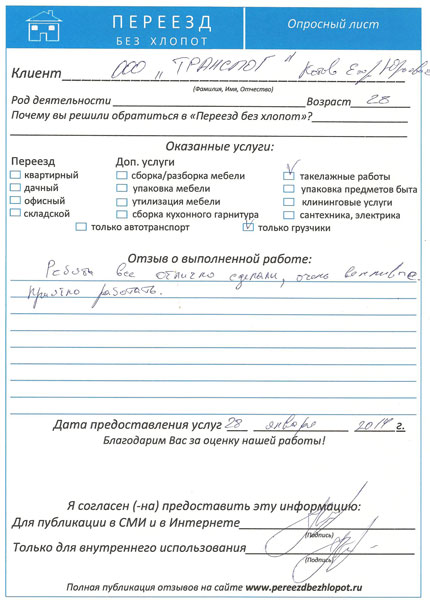 ПЕРЕЕЗД
БЕЗ ХЛОПОТ
Опросный лист
Клиент ООО „ТРАНСЛОГ" Котов Егор Юрьевич
(Фамилия, Имя, Отчество)
Род деятельности Возраст 28
Почему вы решили обратиться в «Переезд без хлопот»?
Оказанные услуги:
Переезд Доп. услуги
квартирный сборка/разборка мебели такелажные работы
дачный упаковка мебели упаковка предметов быта
офисный утилизация мебели клининговые услуги
складской сборка кухонного гарнитура сантехника, электрика
только автотранспорт только грузчики
Отзыв о выполненной работе:
Ребята все отлично сделали, очень вежливые.
Приятно работать.
Дата предоставления услуг 28 января 2014 г.
Благодарим Вас за оценку нашей работы!
Я согласен (-на) предоставить эту информацию:
Для публикации в СМИ и в Интернете
(Подпись)
Только для внутреннего использования
(Подпись)
Полная публикация отзывов на сайте www.pereezdbezhlopot.ru